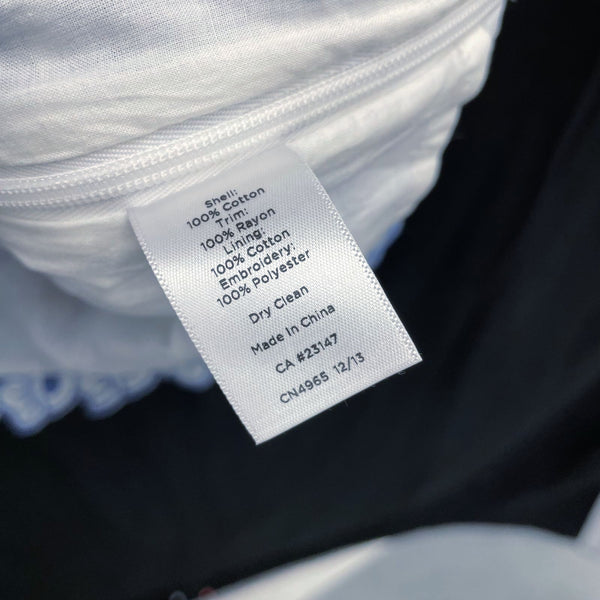 Shell:
100% Cotton
Trim:
100% Rayon
Lining:
100% Cotton
Embroidery:
100% Polyester
Dry Clean
Made In China
CA #23147
CN4965 12/13